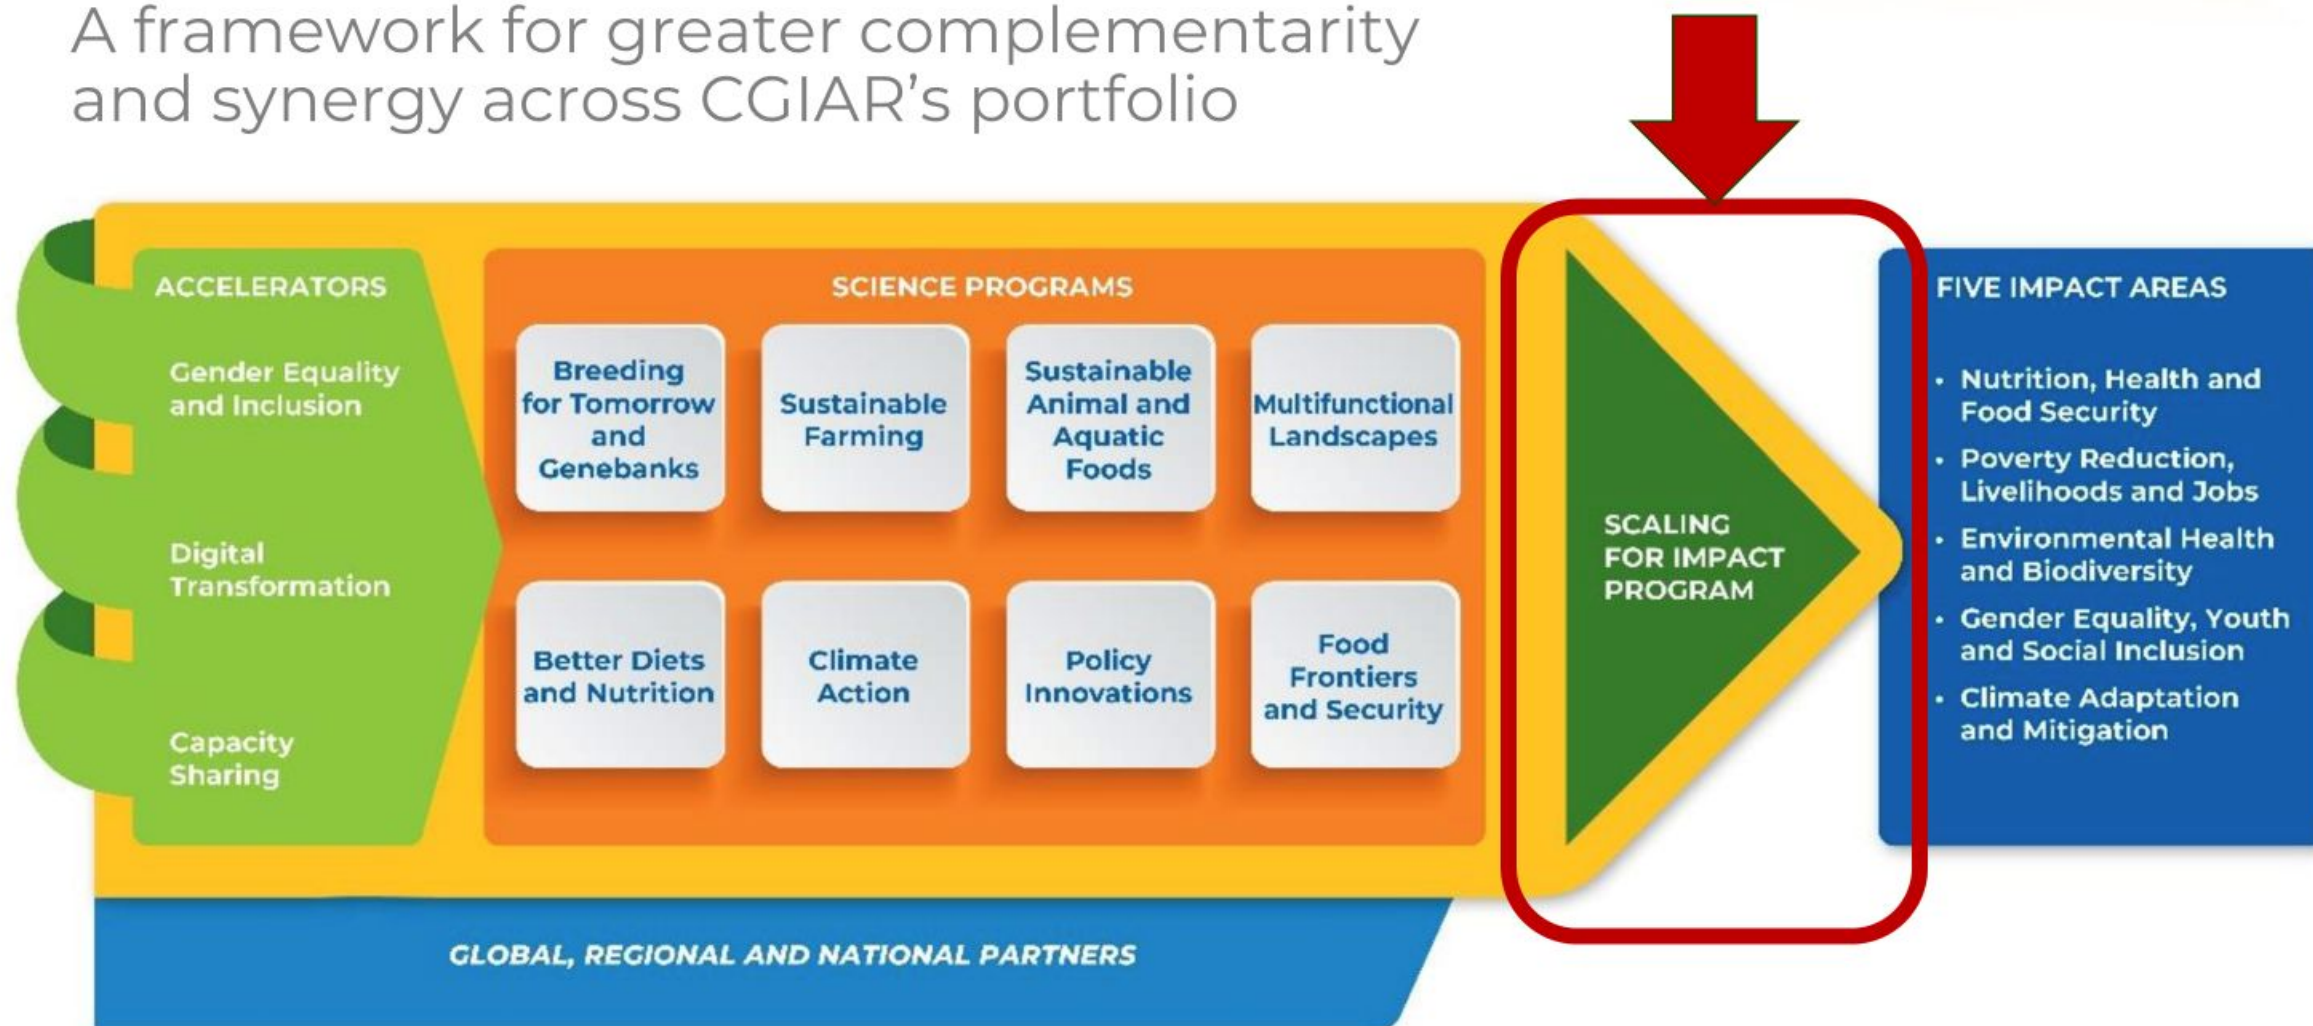 A framework for greater complementarity
and synergy across CGIAR's portfolio
ACCELERATORS
Gender Equality
and Inclusion
Digital
Transformation
Capacity
Sharing
SCIENCE PROGRAMS
Breeding
for Tomorrow
and
Genebanks
Sustainable
Farming
Sustainable
Animal and
Aquatic
Foods
Multifunctional
Landscapes
Better Diets
and Nutrition
Climate
Action
Policy
Innovations
Food
Frontiers
and Security
SCALING
FOR IMPACT
PROGRAM
FIVE IMPACT AREAS
• Nutrition, Health and
Food Security
• Poverty Reduction,
Livelihoods and Jobs
• Environmental Health
and Biodiversity
• Gender Equality, Youth
and Social Inclusion
• Climate Adaptation
and Mitigation
GLOBAL, REGIONAL AND NATIONAL PARTNERS